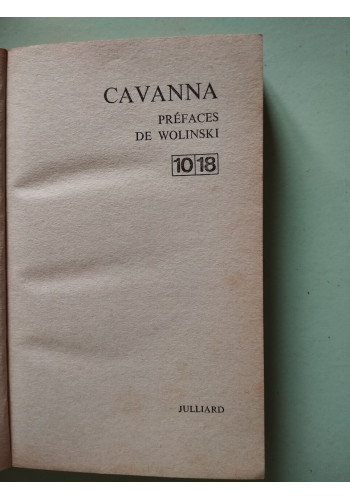 CAVANNA
PRÉFACES
DE WOLINSKI
10 18
JULLIARD